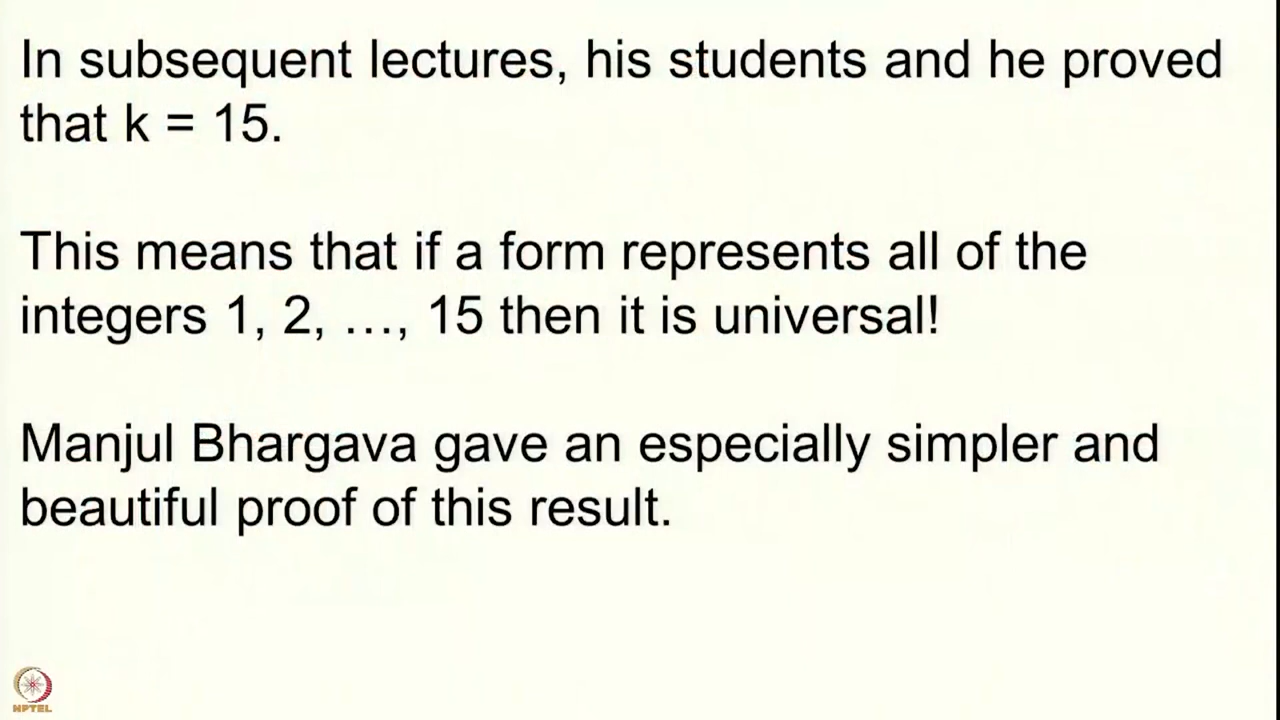 In subsequent lectures, his students and he proved
that k = 15.
This means that if a form represents all of the
integers 1, 2, …, 15 then it is universal!
Manjul Bhargava gave an especially simpler and
beautiful proof of this result.
NPTEL